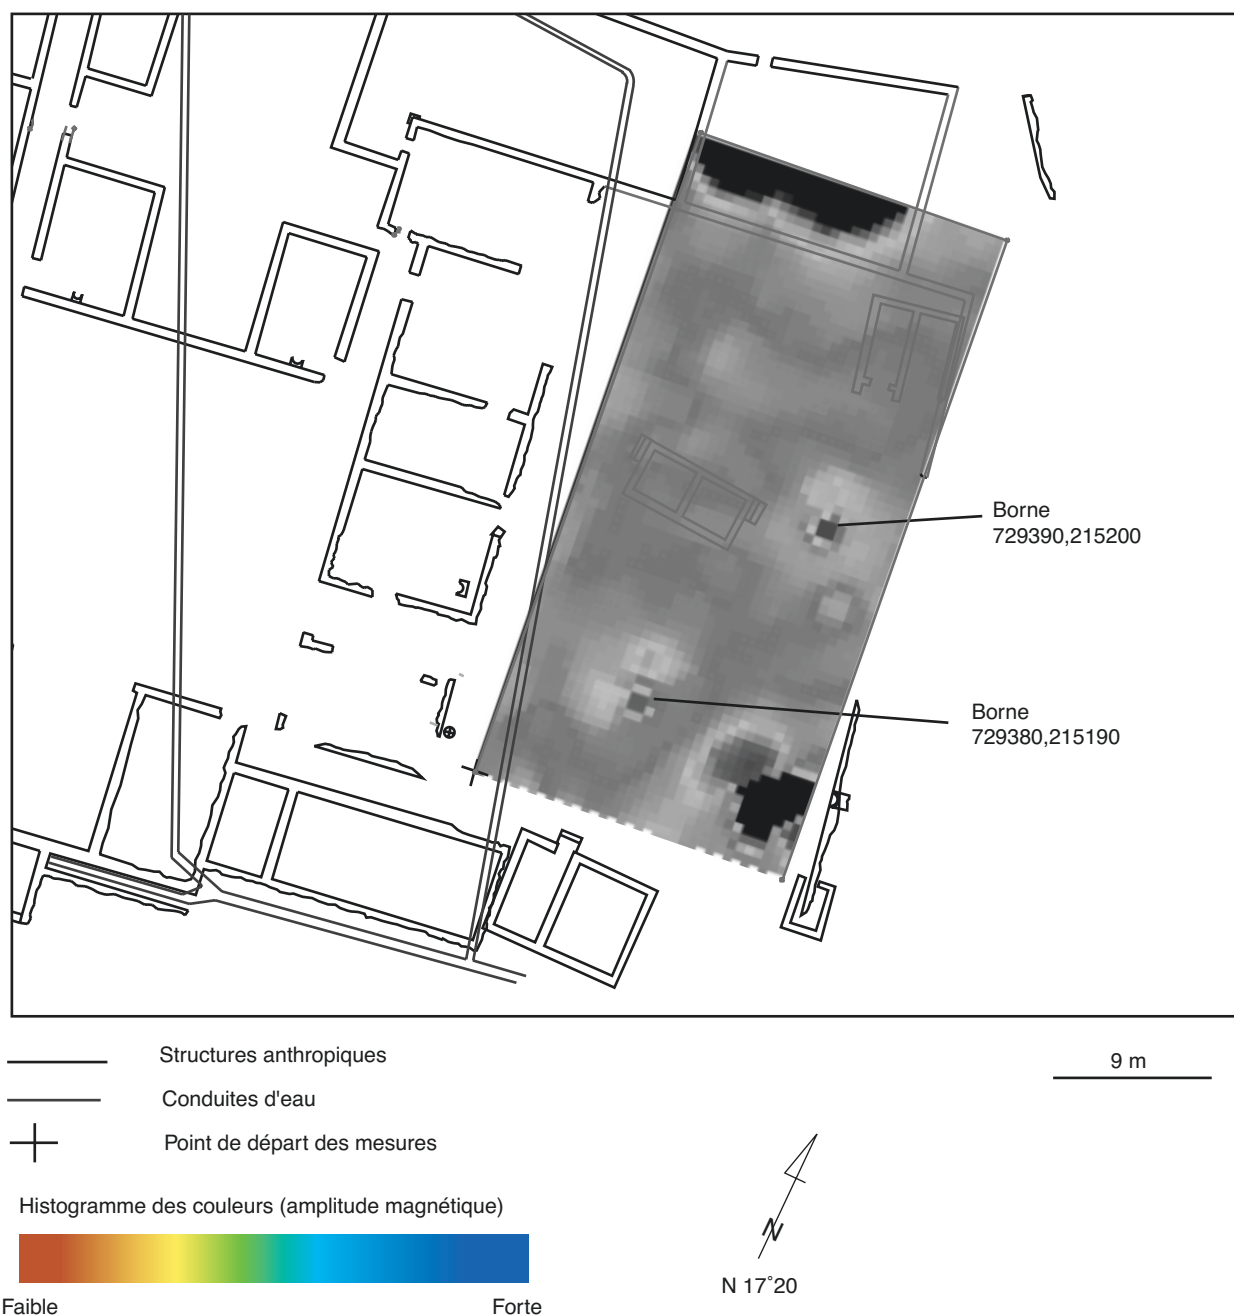 Borne
729390,215200
Borne
729380,215190
Structures anthropiques
9 m
Conduites d'eau
Point de départ des mesures
Histogramme des couleurs (amplitude magnétique)
N
N 17°20
Faible
Forte